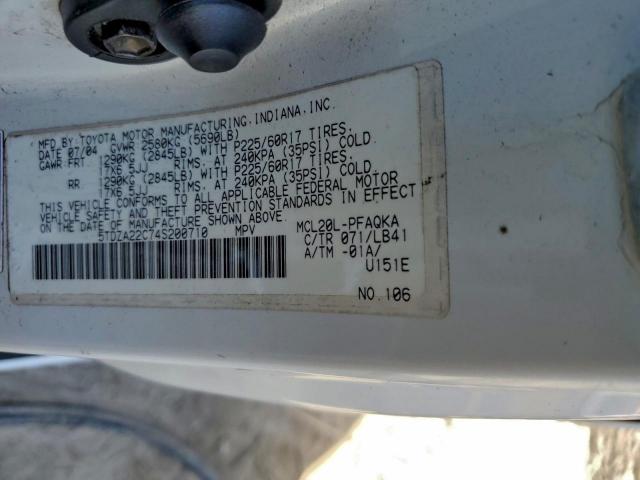 MFD.BY:TOYOTA MOTOR MANUFACTURING.INDIANA,INC.
DATE 07/04 GVWR 2580KG (5690LB)
GAWR FRT 1290KG (2845LB) WITH P225/60R17 TIRES,
17X6.5JJ RIMS, AT 240KPA (35PSI) COLD.
RR 1290KG (2845LB) WITH P225/60R17 TIRES,
17X6.5JJ RIMS, AT 240KPA (35PSI) COLD.
THIS VEHICLE CONFORMS TO ALL APPLICABLE FEDERAL MOTOR
VEHICLE SAFETY AND THEFT PREVENTION STANDARDS IN EFFECT
ON THE DATE OF MANUFACTURE SHOWN ABOVE.
5TDZA22C74S200710 MPV
MCL20L-PFAQKA
C/TR 071/LB41
A/TM -01A/
U151E
NO.106